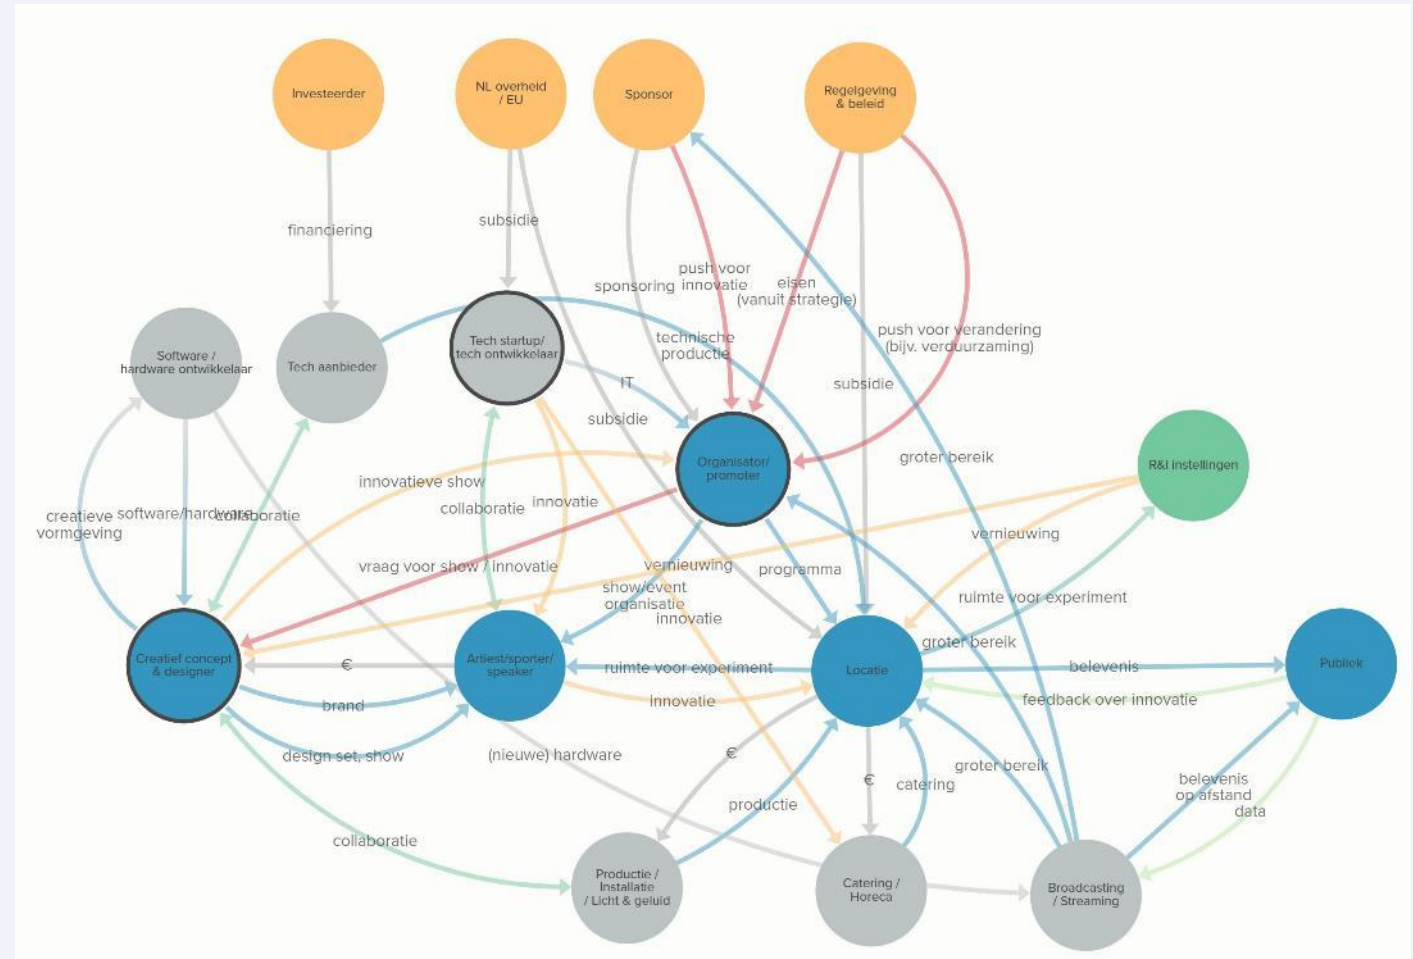 Investeerder
NL overheid
/ EU
Sponsor
Regelgeving
& beleid
financiering
subsidie
sponsoring
push voor
innovatie
eisen
(vanuit strategie)
push voor verandering
(bijv. verduurzaming)
technische
productie
Software /
hardware ontwikkelaar
Tech aanbieder
Tech startup/
tech ontwikkelaar
IT
subsidie
subsidie
Organisator/
promoter
groter bereik
R&I instellingen
innovatieve show
collaboratie
innovatie
creatieve
vormgeving
software/hardware
collaboratie
vernieuwing
vraag voor show / innovatie
vernieuwing
programma
show/event
organisatie
innovatie
ruimte voor experiment
groter bereik
Creatief concept
& designer
€
Artiest/sporter/
speaker
ruimte voor experiment
Locatie
belevenis
Publiek
brand
innovatie
feedback over innovatie
design set, show
(nieuwe) hardware
€
€
catering
groter bereik
belevenis
op afstand
data
productie
collaboratie
Productie /
Installatie
/ Licht & geluid
Catering /
Horeca
Broadcasting
/ Streaming